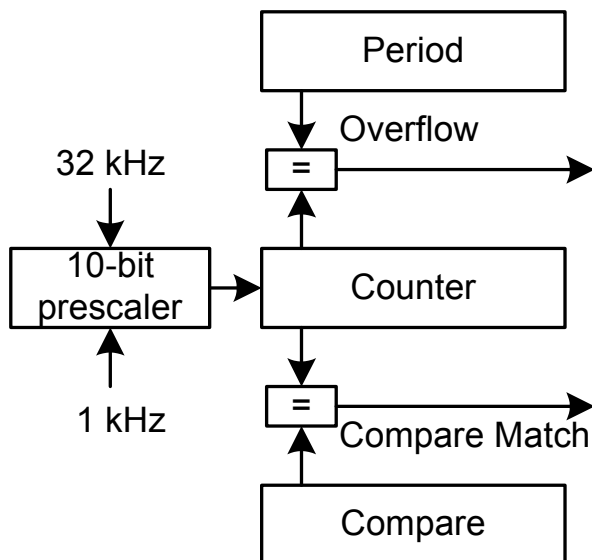 Period
Overflow
=
32 kHz
10-bit
prescaler
Counter
1 kHz
=
Compare Match
Compare